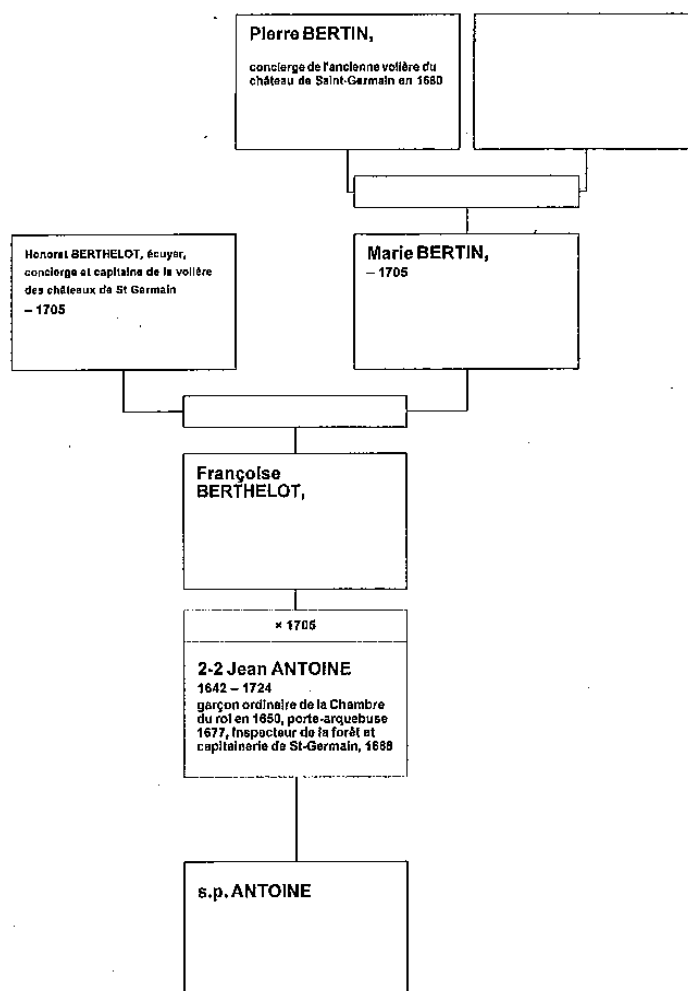 Pierre BERTIN,
concierge de l'ancienne volière du
château de Saint-Germain en 1680
Honorat BERTHELOT, écuyer,
concierge et capitaine de la volière
des châteaux de St Germain
– 1705
Marie BERTIN,
– 1705
Françoise
BERTHELOT,
× 1705
2-2 Jean ANTOINE
1642 – 1724
garçon ordinaire de la Chambre
du roi en 1650, porte-arquebuse
1677, Inspecteur de la forêt et
capitainerie de St-Germain, 1688
s.p. ANTOINE